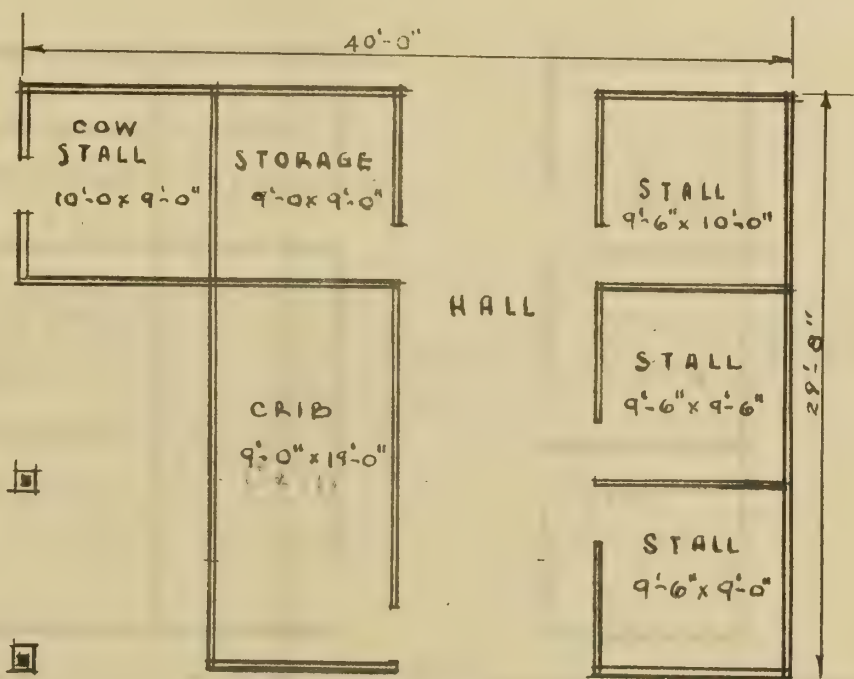 40'-0"
COW
STALL
10'-0 x 9'-0"
STORAGE
9'-0 x 9'-0"
STALL
9'-6" x 10'-0"
HALL
STALL
9'-6" x 9'-6"
29'-8"
CRIB
9'-0" x 19'-0"
STALL
9'-6" x 9'-0"